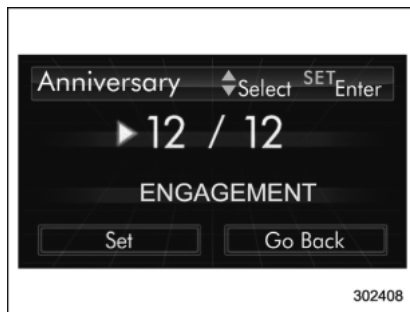 Anniversary Select SET Enter
12 / 12
ENGAGEMENT
Set Go Back
302408